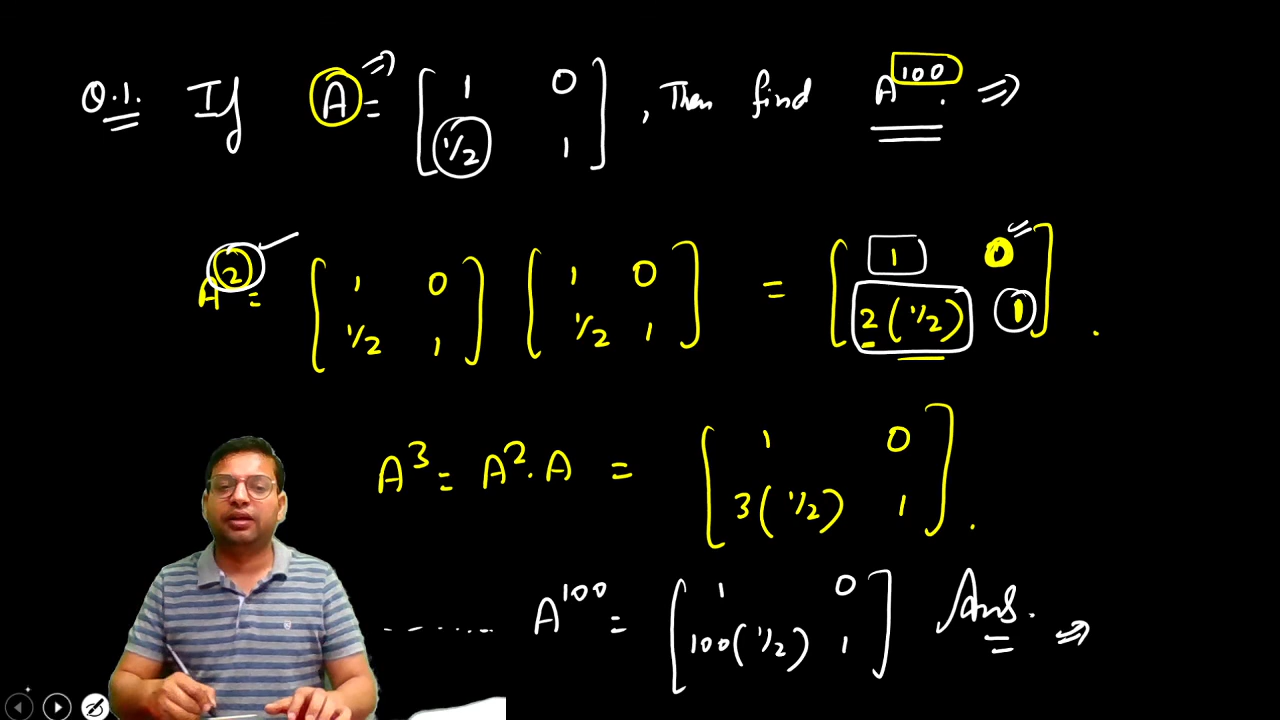 Q.1. If A = [ 1 0 ; 1/2 1 ] , Then find A^100. ⇒
A^2 = [ 1 0 ; 1/2 1 ] [ 1 0 ; 1/2 1 ] = [ 1 0 ; 2(1/2) 1 ] .
A^3 = A^2. A = [ 1 0 ; 3(1/2) 1 ] .
------- A^100 = [ 1 0 ; 100(1/2) 1 ] Ans. ⇒